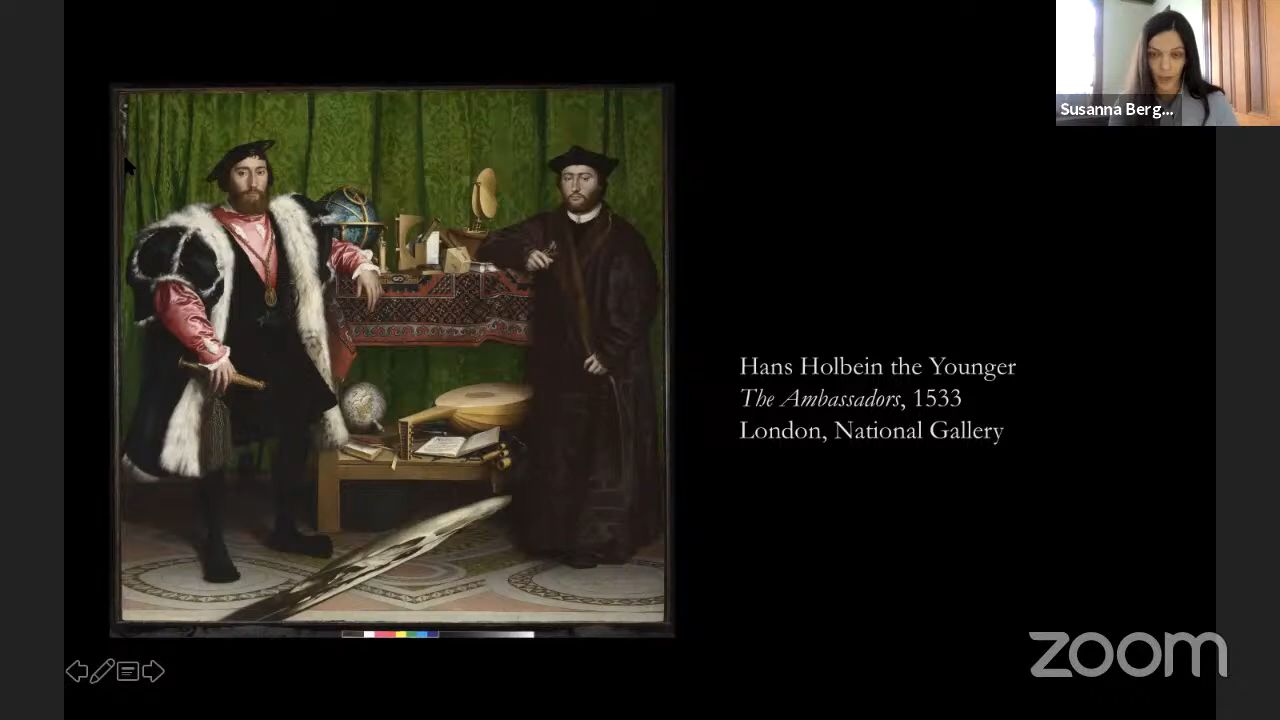 Susanna Berg...
Hans Holbein the Younger
The Ambassadors, 1533
London, National Gallery
zoom